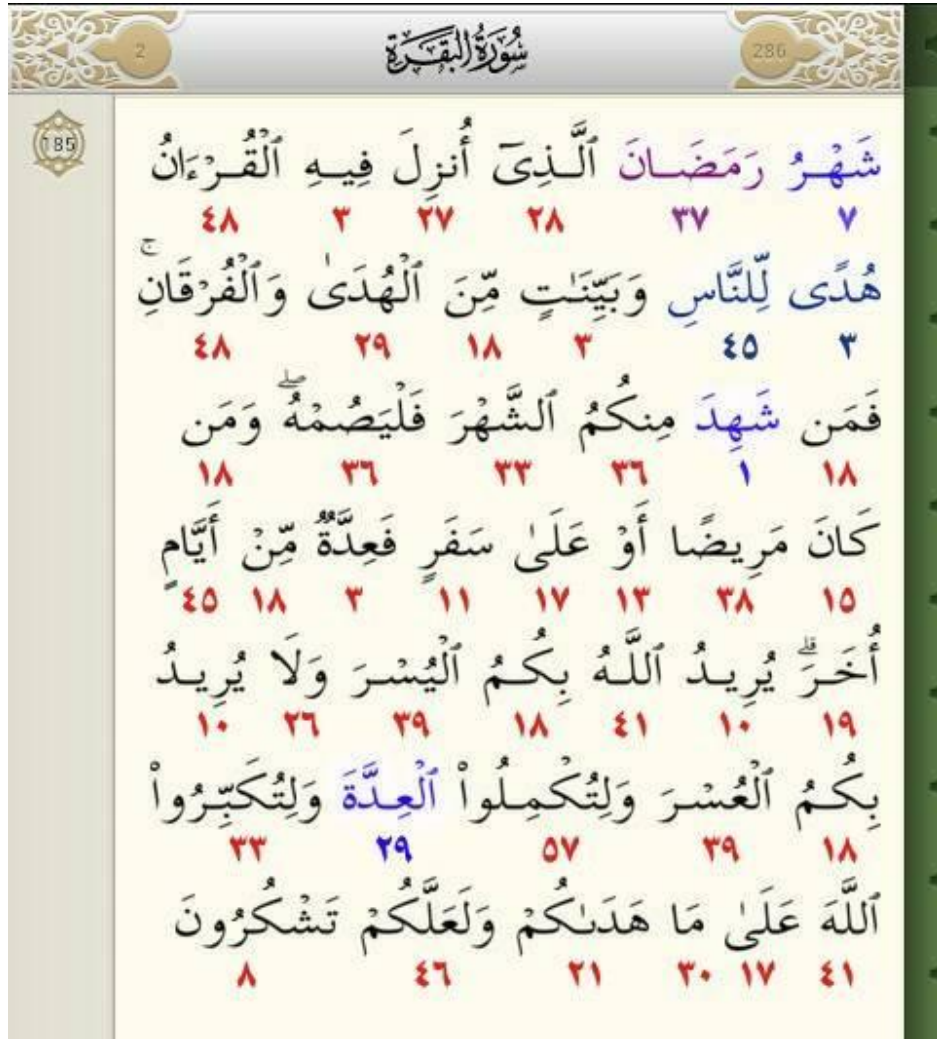 286 سُورَةُ البَقَرَةِ 2
185
شَهْرُ رَمَضَانَ ٱلَّذِىٓ أُنزِلَ فِيهِ ٱلْقُرْءَانُ
٧ ٣٧ ٢٨ ٢٧ ٣ ٤٨
هُدًى لِّلنَّاسِ وَبَيِّنَـٰتٍ مِّنَ ٱلْهُدَىٰ وَٱلْفُرْقَانِ ۚ
٣ ٤٥ ٣ ١٨ ٢٩ ٤٨
فَمَن شَهِدَ مِنكُمُ ٱلشَّهْرَ فَلْيَصُمْهُ ۖ وَمَن
١٨ ١ ٣٦ ٣٣ ٣٦ ١٨
كَانَ مَرِيضًا أَوْ عَلَىٰ سَفَرٍ فَعِدَّةٌ مِّنْ أَيَّامٍ
١٥ ٣٨ ١٣ ١٧ ١١ ٣ ١٨ ٤٥
أُخَرَ ۗ يُرِيدُ ٱللَّهُ بِكُمُ ٱلْيُسْرَ وَلَا يُرِيدُ
١٩ ١٠ ٤١ ١٨ ٣٩ ٢٦ ١٠
بِكُمُ ٱلْعُسْرَ وَلِتُكْمِلُوا۟ ٱلْعِدَّةَ وَلِتُكَبِّرُوا۟
١٨ ٣٩ ٥٧ ٢٩ ٣٣
ٱللَّهَ عَلَىٰ مَا هَدَىٰكُمْ وَلَعَلَّكُمْ تَشْكُرُونَ
٤١ ١٧ ٣٠ ٢١ ٤٦ ٨